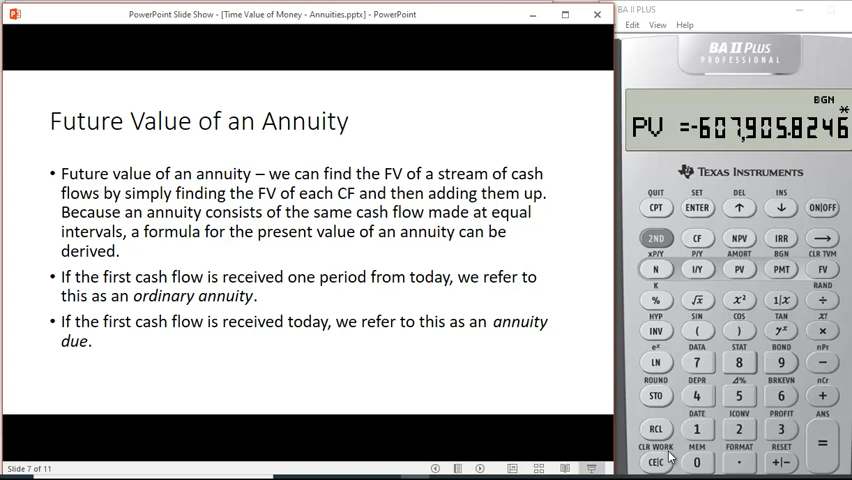 PowerPoint Slide Show - [Time Value of Money - Annuities.pptx] - PowerPoint
Future Value of an Annuity
• Future value of an annuity – we can find the FV of a stream of cash
flows by simply finding the FV of each CF and then adding them up.
Because an annuity consists of the same cash flow made at equal
intervals, a formula for the present value of an annuity can be
derived.
• If the first cash flow is received one period from today, we refer to
this as an ordinary annuity.
• If the first cash flow is received today, we refer to this as an annuity
due.
Slide 7 of 11
BA II PLUS
Edit View Help
BA II PLUS
PROFESSIONAL
BGN
PV =-607,905.8246
TEXAS INSTRUMENTS
QUIT SET DEL INS
CPT ENTER ↑ ↓ ON/OFF
2ND CF NPV IRR →
xP/Y P/Y AMORT BGN CLR TVM
N I/Y PV PMT FV
K RAND
% √x x² 1/x ÷
HYP SIN COS TAN x!
INV ( ) yˣ ×
eˣ DATA STAT BOND nPr
LN 7 8 9 −
ROUND DEPR Δ% BRKEVN nCr
STO 4 5 6 +
DATE ICONV PROFIT ANS
RCL 1 2 3 =
CLR WORK MEM FORMAT RESET
CE|C 0 . +|−